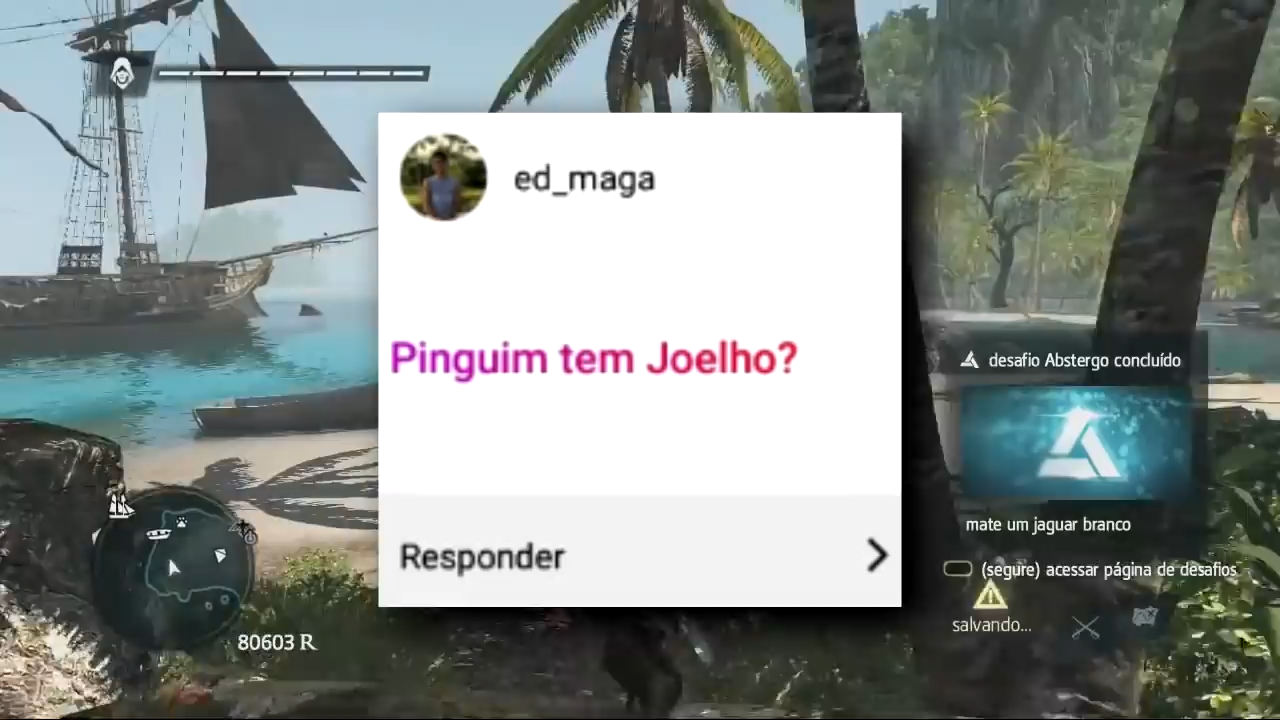 ed_maga
Pinguim tem Joelho?
Responder
desafio Abstergo concluído
mate um jaguar branco
(segure) acessar página de desafios
salvando...
80603 R